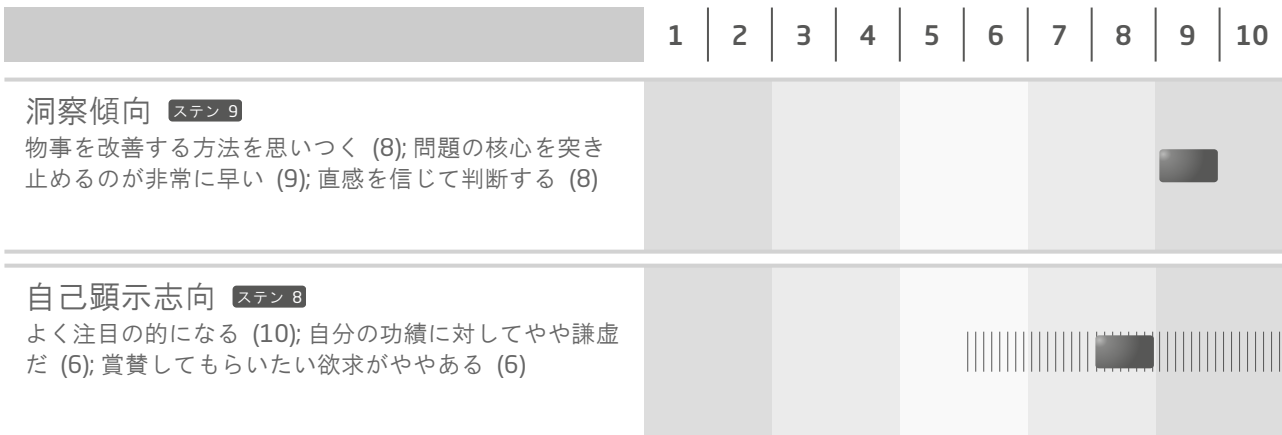 1 2 3 4 5 6 7 8 9 10
洞察傾向 ステン 9
物事を改善する方法を思いつく (8); 問題の核心を突き
止めるのが非常に早い (9); 直感を信じて判断する (8)
自己顕示志向 ステン 8
よく注目の的になる (10); 自分の功績に対してやや謙虚
だ (6); 賞賛してもらいたい欲求がややある (6)